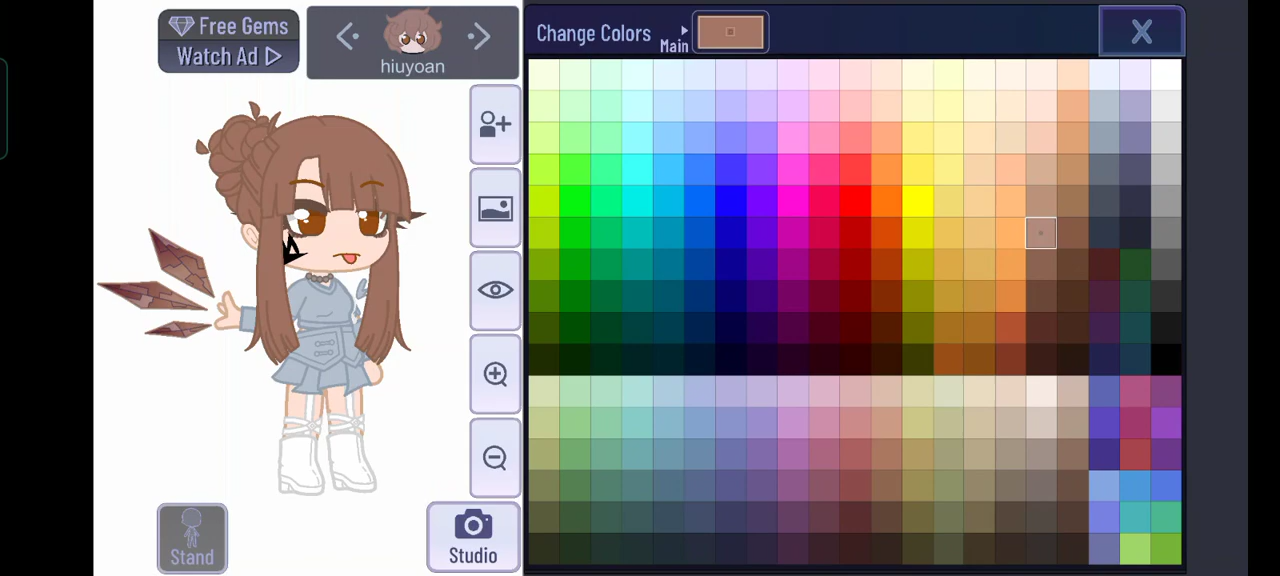 Free Gems
Watch Ad
hiuyoan
Change Colors
Main
X
Stand
Studio